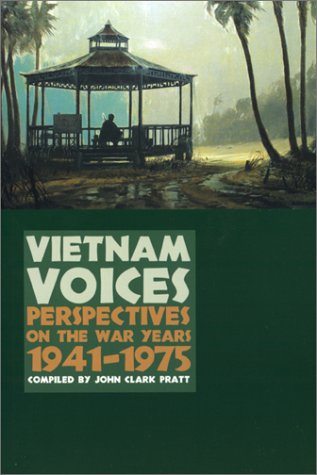 VIETNAM
VOICES
PERSPECTIVES
ON THE WAR YEARS
1941-1975
COMPILED BY JOHN CLARK PRATT